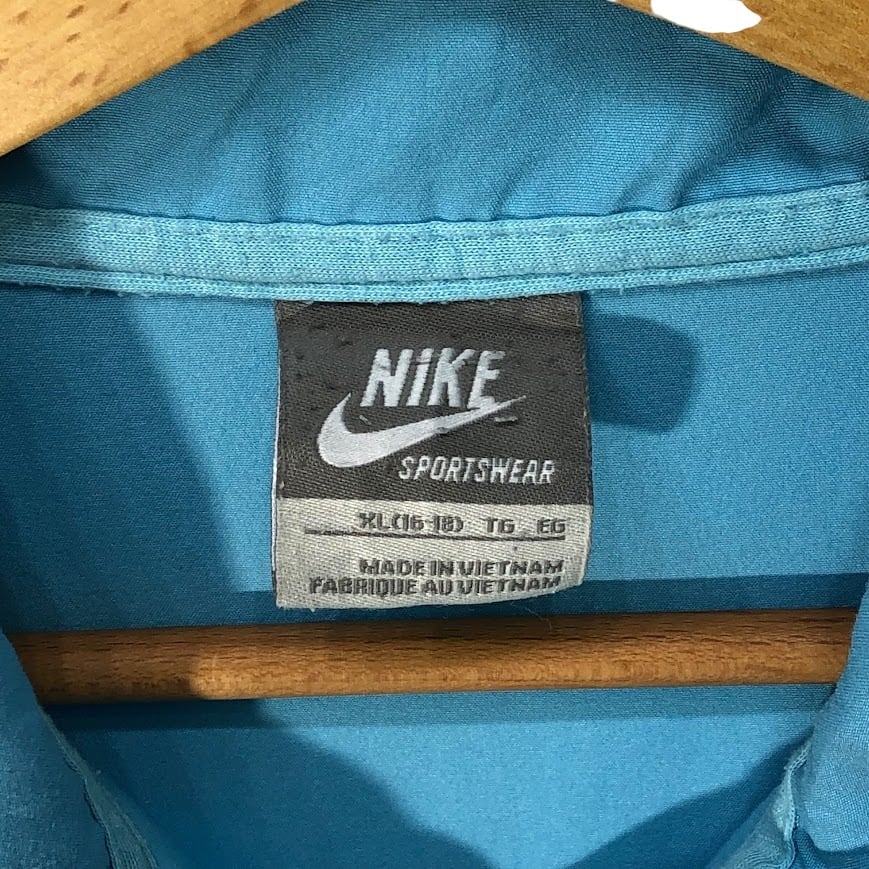 NIKE
SPORTSWEAR
XL(16-18) TG EG
MADE IN VIETNAM
FABRIQUE AU VIETNAM